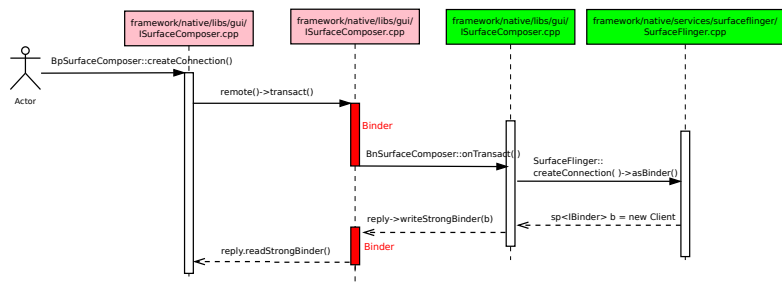 framework/native/libs/gui/
ISurfaceComposer.cpp
framework/native/libs/gui/
ISurfaceComposer.cpp
framework/native/libs/gui/
ISurfaceComposer.cpp
framework/native/services/surfaceflinger/
SurfaceFlinger.cpp
BpSurfaceComposer::createConnection()
Actor
remote()->transact()
Binder
BnSurfaceComposer::onTransact( )
SurfaceFlinger::
createConnection( )->asBinder()
sp<IBinder> b = new Client
reply->writeStrongBinder(b)
Binder
reply.readStrongBinder()